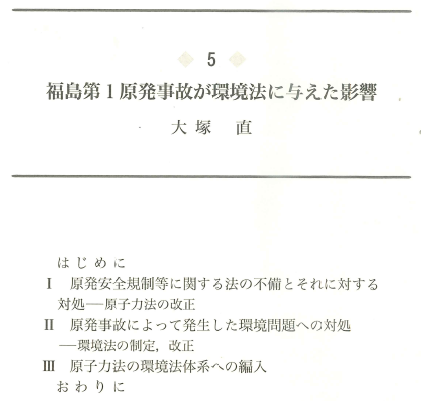 5
福島第1原発事故が環境法に与えた影響
大塚 直
はじめに
Ⅰ 原発安全規制等に関する法の不備とそれに対する
対処──原子力法の改正
Ⅱ 原発事故によって発生した環境問題への対処
──環境法の制定，改正
Ⅲ 原子力法の環境法体系への編入
おわりに